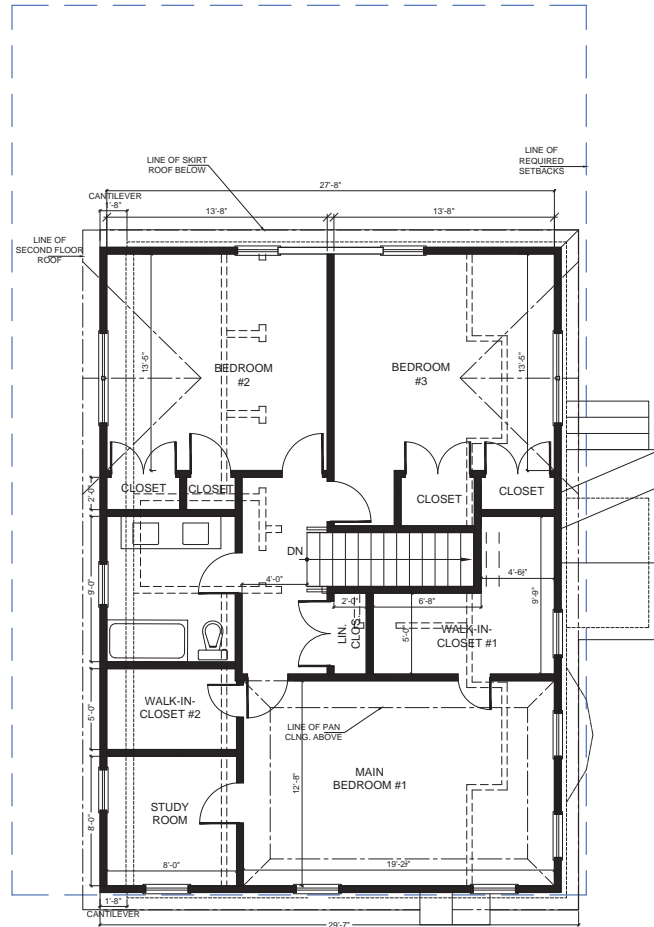 LINE OF
REQUIRED
SETBACKS
LINE OF SKIRT
ROOF BELOW
27'-8"
CANTILEVER
1'-8"
13'-8"
13'-8"
LINE OF
SECOND FLOOR
ROOF
13'-5"
13'-5"
BEDROOM
#2
BEDROOM
#3
CLOSET
CLOSET
CLOSET
CLOSET
2'-0"
DN
4'-0"
9'-0"
4'-6½"
9'-9"
2'-0"
6'-8"
LIN.
CLOS.
5'-0"
WALK-IN-
CLOSET #1
WALK-IN-
CLOSET #2
5'-0"
LINE OF PAN
CLNG. ABOVE
MAIN
BEDROOM #1
12'-8"
STUDY
ROOM
8'-0"
8'-0"
19'-2½"
1'-8"
CANTILEVER
29'-7"